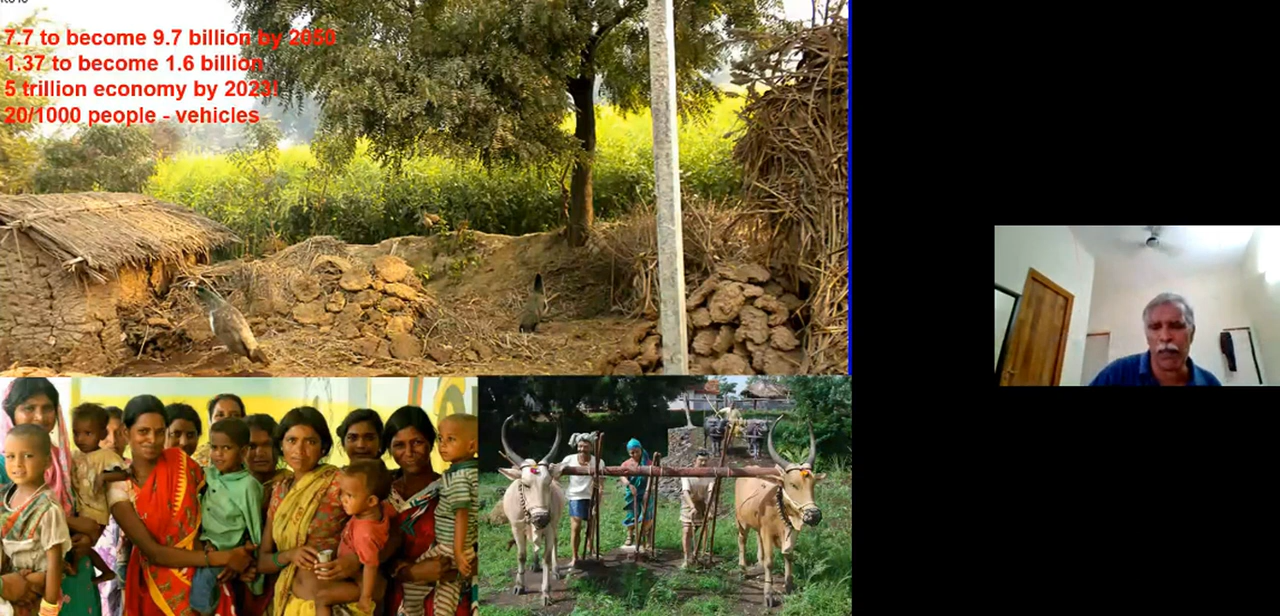 7.7 to become 9.7 billion by 2050
1.37 to become 1.6 billion
5 trillion economy by 2023!
20/1000 people - vehicles